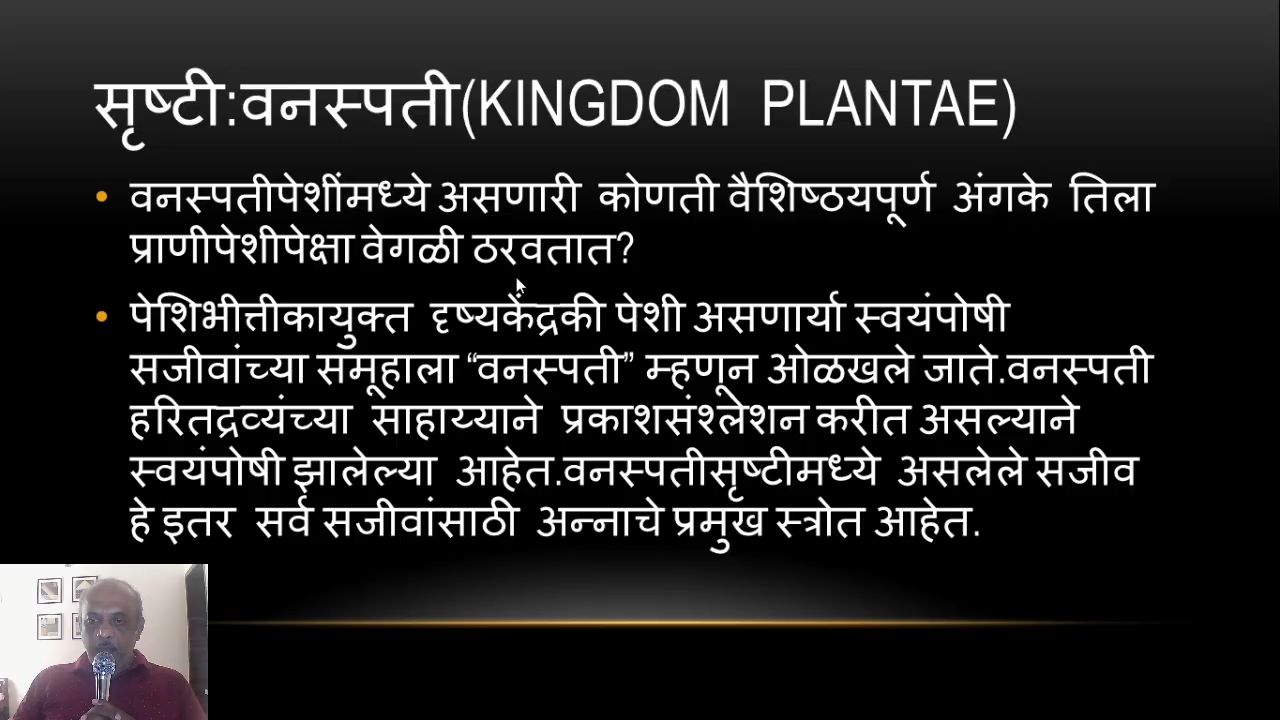 सृष्टी:वनस्पती(KINGDOM PLANTAE)
• वनस्पतीपेशींमध्ये असणारी कोणती वैशिष्ठयपूर्ण अंगके तिला
प्राणीपेशीपेक्षा वेगळी ठरवतात?
• पेशिभीत्तीकायुक्त दृष्यकेंद्रकी पेशी असणार्या स्वयंपोषी
सजीवांच्या समूहाला “वनस्पती” म्हणून ओळखले जाते.वनस्पती
हरितद्रव्यंच्या साहाय्याने प्रकाशसंश्लेशन करीत असल्याने
स्वयंपोषी झालेल्या आहेत.वनस्पतीसृष्टीमध्ये असलेले सजीव
हे इतर सर्व सजीवांसाठी अन्नाचे प्रमुख स्त्रोत आहेत.